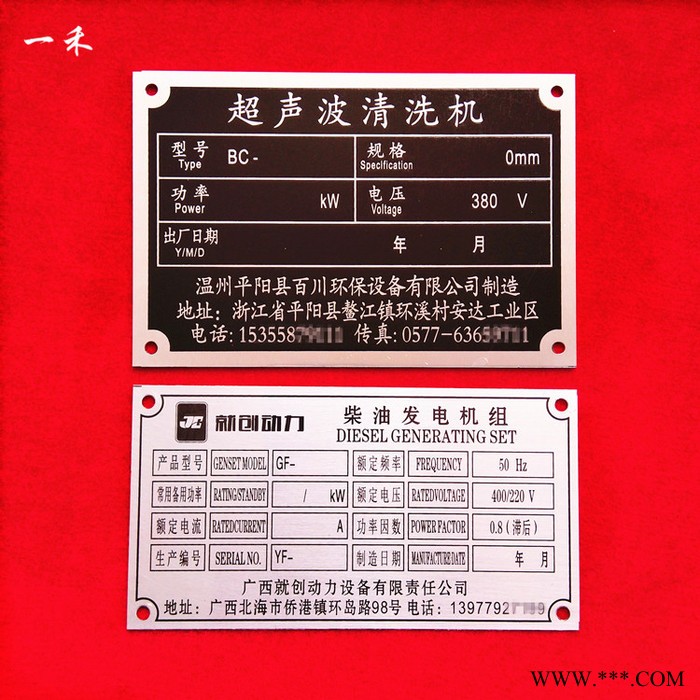 一禾
超声波清洗机
型号 Type BC- 规格 Specification 0mm
功率 Power kW 电压 Voltage 380 V
出厂日期 Y/M/D 年 月
温州平阳县百川环保设备有限公司制造
地址: 浙江省平阳县鳌江镇环溪村安达工业区
电话: 153558 传真: 0577-636
JC 就创动力 柴油发电机组
DIESEL GENERATING SET
产品型号 GENSET MODEL GF- 额定频率 FREQUENCY 50 Hz
常用备用功率 RATING/STANDBY / kW 额定电压 RATEDVOLTAGE 400/220 V
额定电流 RATEDCURRENT A 功率因数 POWER FACTOR 0.8 (滞后)
生产编号 SERIAL NO. YF- 制造日期 MANUFACTURE DATE 年 月
广西就创动力设备有限责任公司
地址: 广西北海市侨港镇环岛路98号 电话: 1397792
www.***.COM